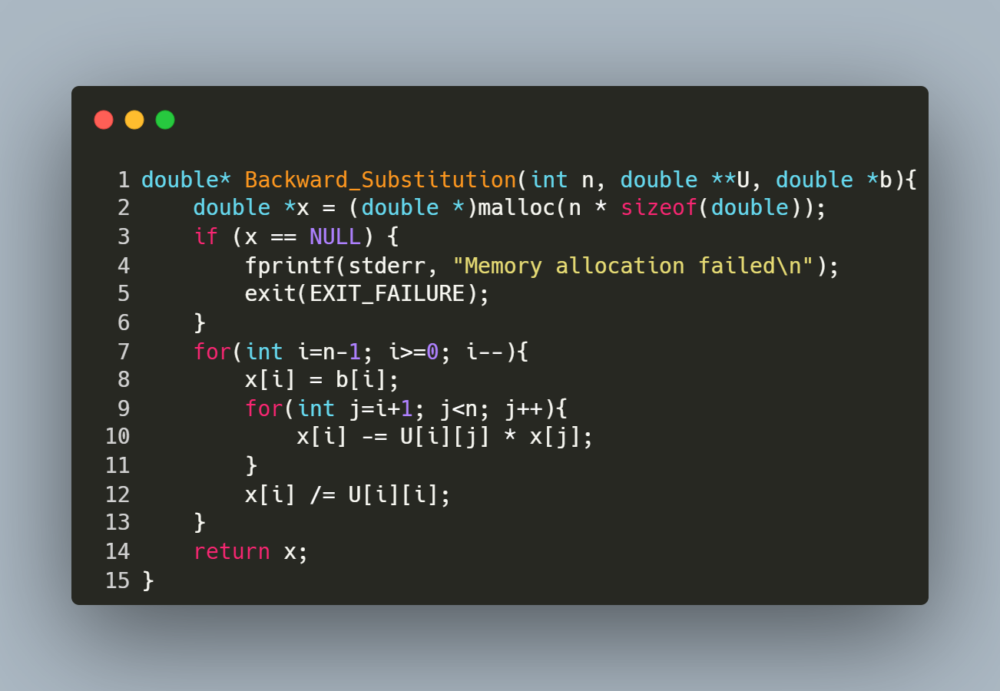 1 double* Backward_Substitution(int n, double **U, double *b){
2     double *x = (double *)malloc(n * sizeof(double));
3     if (x == NULL) {
4         fprintf(stderr, "Memory allocation failed\n");
5         exit(EXIT_FAILURE);
6     }
7     for(int i=n-1; i>=0; i--){
8         x[i] = b[i];
9         for(int j=i+1; j<n; j++){
10             x[i] -= U[i][j] * x[j];
11         }
12         x[i] /= U[i][i];
13     }
14     return x;
15 }